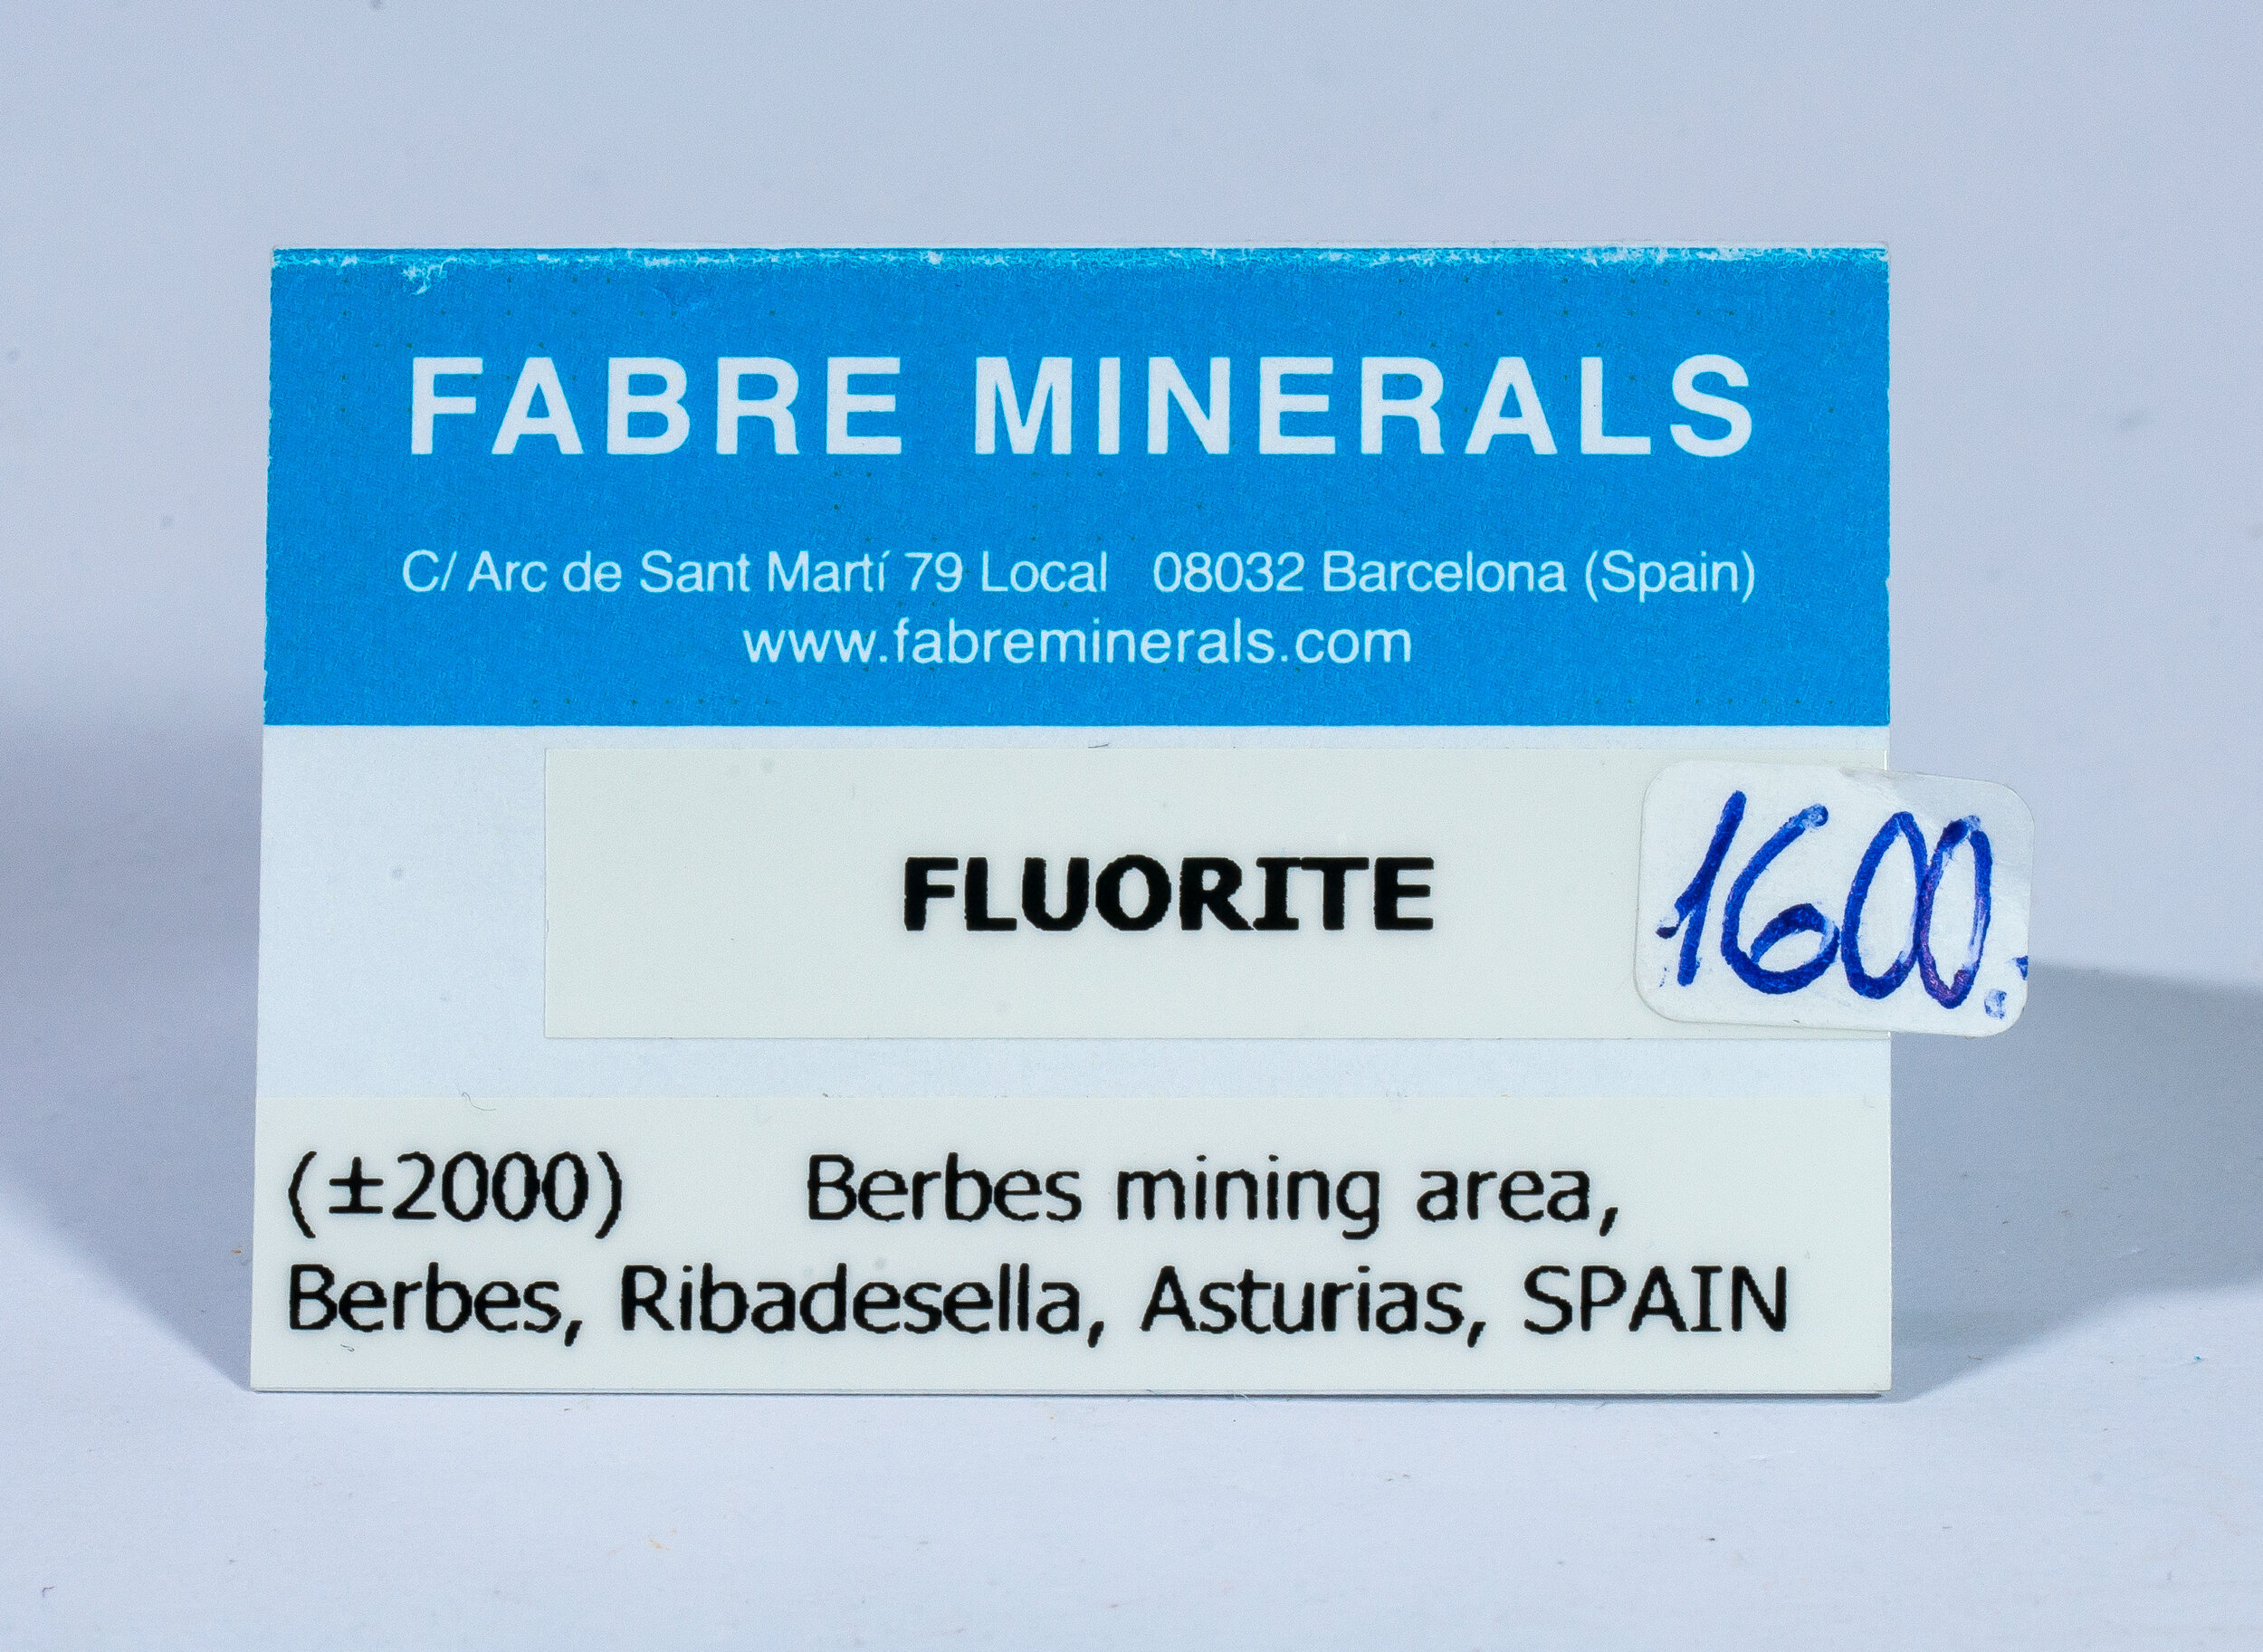 FABRE MINERALS
C/ Arc de Sant Martí 79 Local 08032 Barcelona (Spain)
www.fabreminerals.com
FLUORITE
1600.
(±2000) Berbes mining area,
Berbes, Ribadesella, Asturias, SPAIN